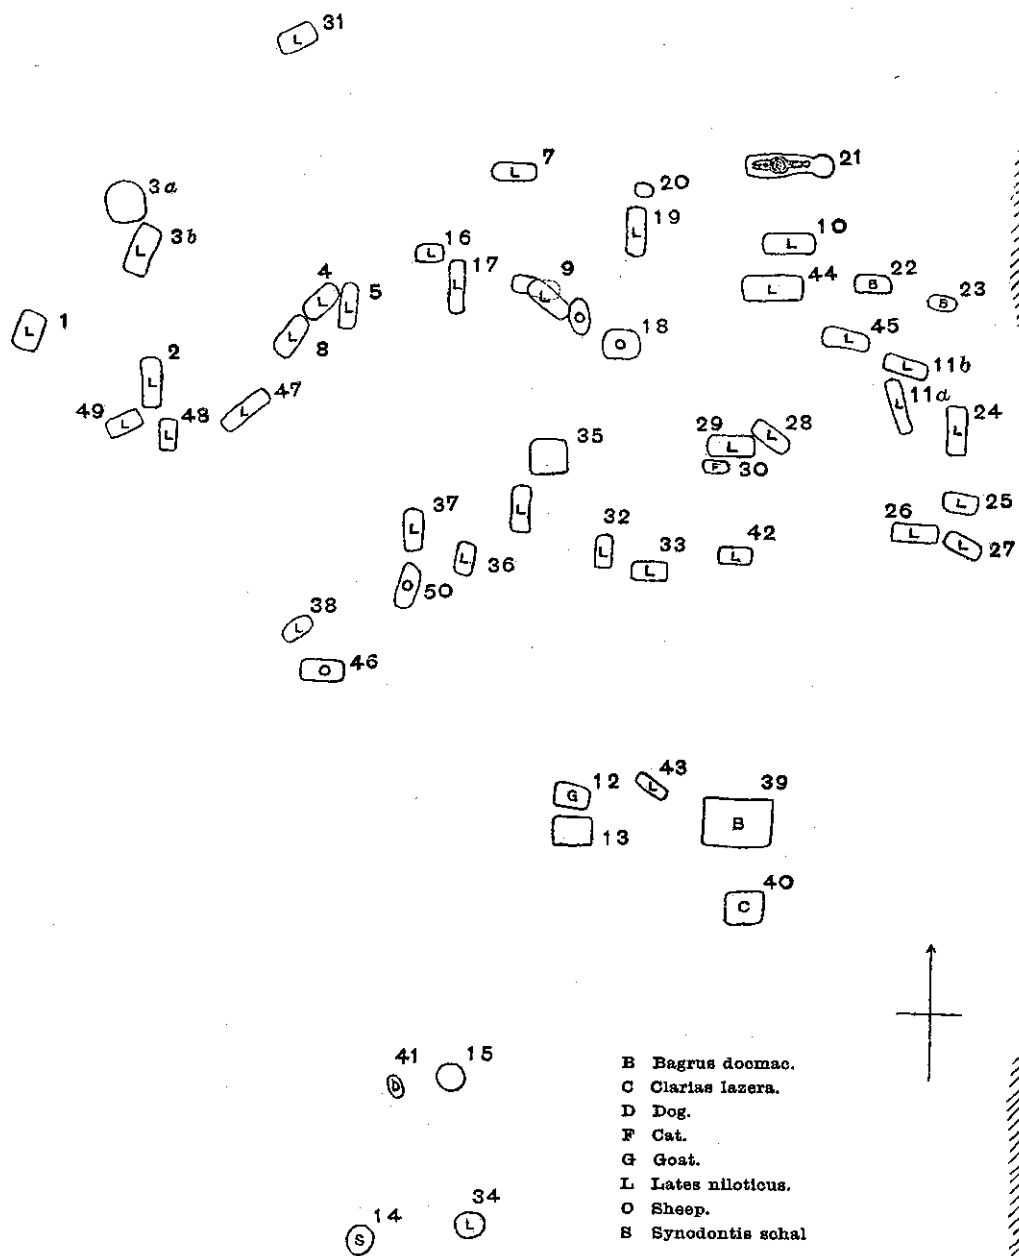 L 31
L 7
21
3a
20
L 3b
L 19
L 10
L 16
L 17
L 4
L 5
L 9
O
L 44
B 22
B 23
L 1
L 8
O 18
L 45
L 11b
L 2
L 11a
L 49
L 48
L 47
L 24
L 29
L 28
F 30
35
L
L 37
L 36
L 32
L 33
L 42
L 25
L 26
L 27
O 50
L 38
O 46
G 12
L 43
B 39
13
C 40
D 41
15
S 14
L 34
B Bagrus docmac.
C Clarias lazera.
D Dog.
F Cat.
G Goat.
L Lates niloticus.
O Sheep.
S Synodontis schal